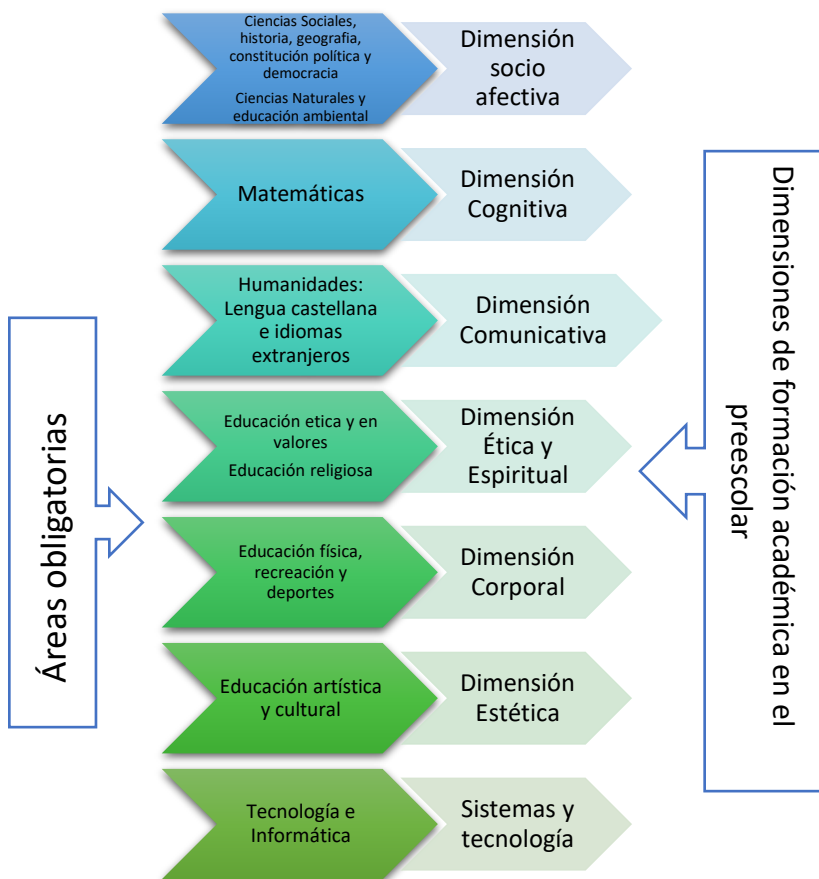 Ciencias Sociales,
historia, geografia,
constitución política y
democracia
Ciencias Naturales y
educación ambiental
Dimensión
socio
afectiva
Matemáticas
Dimensión
Cognitiva
Humanidades:
Lengua castellana
e idiomas
extranjeros
Dimensión
Comunicativa
Educación etica y en
valores
Educación religiosa
Dimensión
Ética y
Espiritual
Educación física,
recreación y
deportes
Dimensión
Corporal
Educación artística
y cultural
Dimensión
Estética
Tecnología e
Informática
Sistemas y
tecnología
Áreas obligatorias
Dimensiones de formación académica en el
preescolar